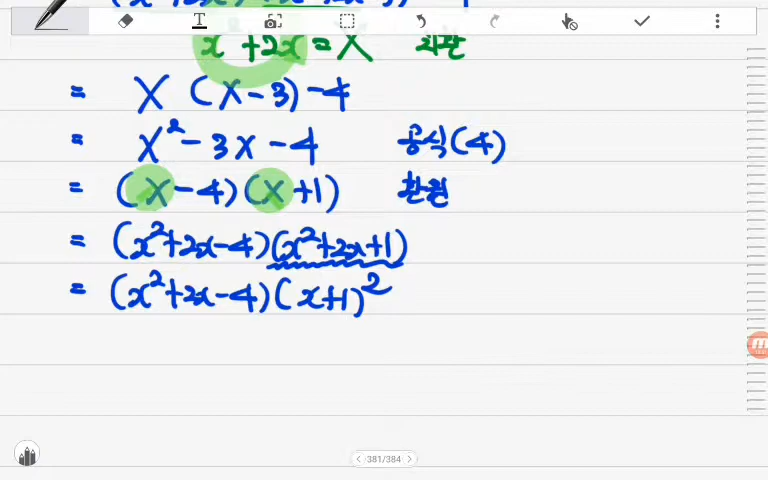 x² + 2x = X 치환
= X (X - 3) - 4
= X² - 3X - 4 공식(4)
= (X - 4)(X + 1) 환원
= (x² + 2x - 4)(x² + 2x + 1)
= (x² + 2x - 4)(x + 1)²
381/384